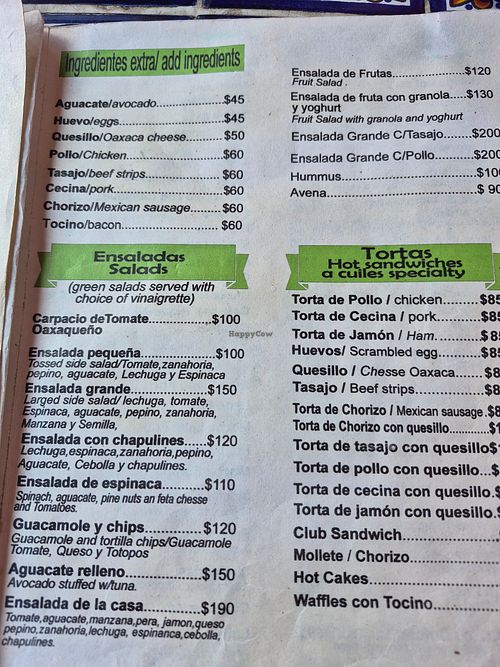 Ingredientes extra/ add ingredients
Aguacate/avocado..................$45
Huevo/eggs..........................$45
Quesillo/Oaxaca cheese........$50
Pollo/Chicken.......................$60
Tasajo/beef strips..................$60
Cecina/pork..........................$60
Chorizo/Mexican sausage........$60
Tocino/bacon........................ $60
Ensaladas
Salads
(green salads served with
choice of vinaigrette)
Carpacio deTomate...............$100
Oaxaqueño
Ensalada pequeña.................$100
Tossed side salad/Tomate,zanahoria,
pepino, aguacate, Lechuga y Espinaca
Ensalada grande.................$150
Larged side salad/ lechuga, tomate,
Espinaca, aguacate, pepino, zanahoria,
Manzana y Semilla,
Ensalada con chapulines.....$120
Lechuga,espinaca,zanahoria,pepino,
Aguacate, Cebolla y chapulines.
Ensalada de espinaca.........$110
Spinach, aguacate, pine nuts an feta chesse
and Tomatoes.
Guacamole y chips.............$120
Guacamole and tortilla chips/Guacamole
Tomate, Queso y Totopos
Aguacate relleno.................$150
Avocado stuffed w/tuna.
Ensalada de la casa............$190
Tomate,aguacate,manzana,pera, jamon,queso
pepino,zanahoria,lechuga, espinanca,cebolla,
chapulines.
Ensalada de Frutas...................$120
Fruit Salad .
Ensalada de fruta con granola....$130
y yoghurt
Fruit Salad with granola and yoghurt
Ensalada Grande C/Tasajo.......$200
Ensalada Grande C/Pollo.........$200
Hummus
Avena
Tortas
Hot sandwiches
a cuiles specialty
Torta de Pollo / chicken
Torta de Cecina / pork
Torta de Jamón / Ham
Huevos/ Scrambled egg
Quesillo / Chesse Oaxaca
Tasajo / Beef strips
Torta de Chorizo / Mexican sausage
Torta de Chorizo con quesillo
Torta de tasajo con quesillo
Torta de pollo con quesillo
Torta de cecina con quesillo
Torta de jamón con quesillo
Club Sandwich
Mollete / Chorizo
Hot Cakes
Waffles con Tocino
HappyCow